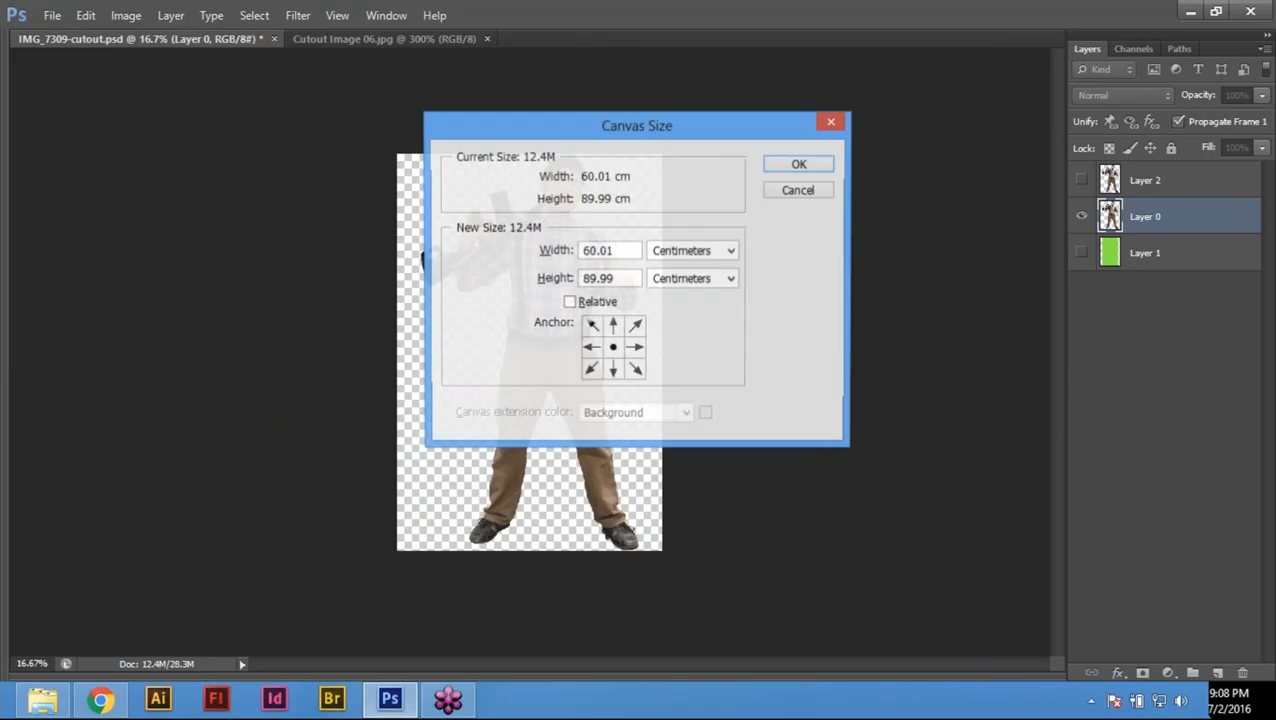 Ps File Edit Image Layer Type Select Filter View Window Help
IMG_7309-cutout.psd @ 16.7% (Layer 0, RGB/8#) * × Cutout Image 06.jpg @ 300% (RGB/8) ×
Layers Channels Paths
Kind
Normal Opacity: 100%
Unify: Propagate Frame 1
Lock: Fill: 100%
Layer 2
Layer 0
Layer 1
Canvas Size
Current Size: 12.4M
Width: 60.01 cm
Height: 89.99 cm
OK
Cancel
New Size: 12.4M
Width: 60.01 Centimeters
Height: 89.99 Centimeters
Relative
Anchor:
Canvas extension color: Background
16.67% Doc: 12.4M/28.3M
fx
Ai Fl Id Br Ps
9:08 PM
7/2/2016